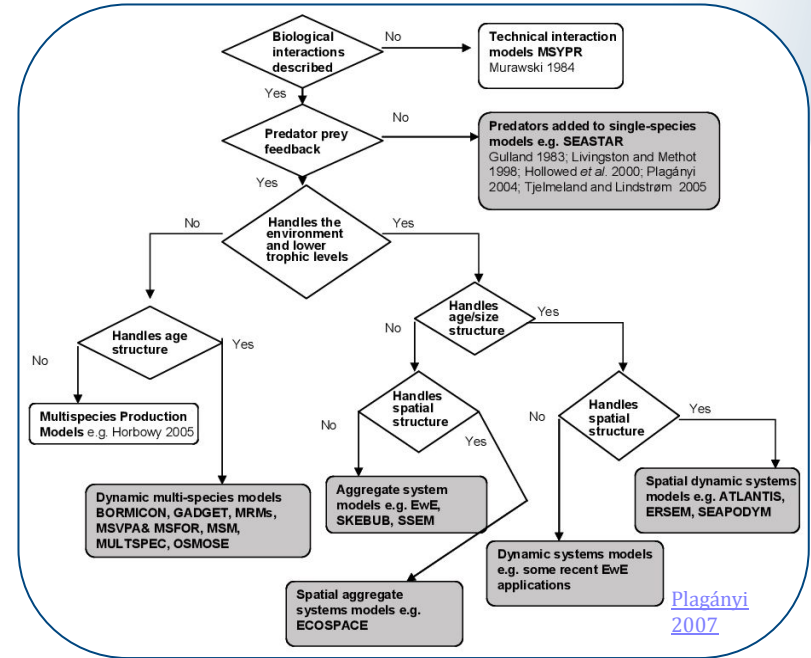 Biological
interactions
described
No
Technical interaction
models MSYPR
Murawski 1984
Yes
Predator prey
feedback
No
Predators added to single-species
models e.g. SEASTAR
Gulland 1983; Livingston and Methot
1998; Hollowed et al. 2000; Plagányi
2004; Tjelmeland and Lindstrøm 2005
Yes
No
Handles the
environment
and lower
trophic levels
Yes
Handles age
structure
No
Yes
Handles
age/size
structure
No
Yes
Multispecies Production
Models e.g. Horbowy 2005
Handles
spatial
structure
No
Yes
Handles
spatial
structure
No
Yes
Dynamic multi-species models
BORMICON, GADGET, MRMs,
MSVPA& MSFOR, MSM,
MULTSPEC, OSMOSE
Aggregate system
models e.g. EwE,
SKEBUB, SSEM
Spatial dynamic systems
models e.g. ATLANTIS,
ERSEM, SEAPODYM
Dynamic systems models
e.g. some recent EwE
applications
Spatial aggregate
systems models e.g.
ECOSPACE
Plagányi
2007